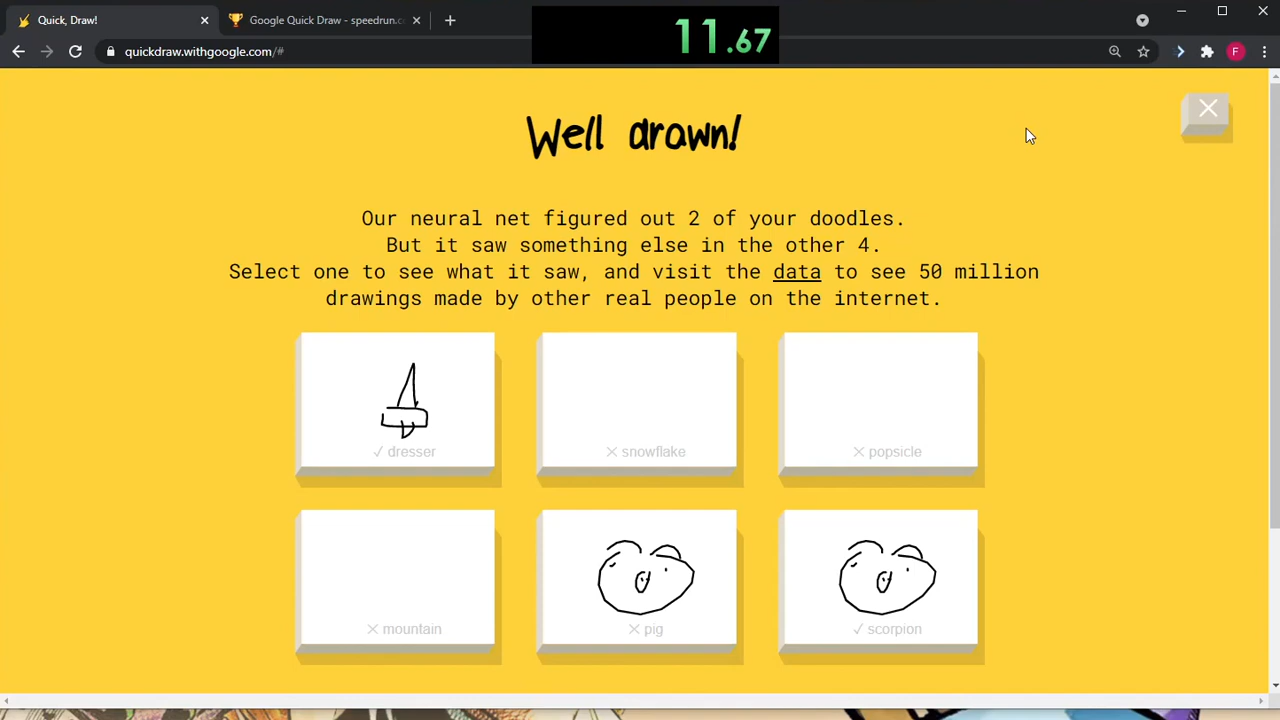 Quick, Draw!
Google Quick Draw - speedrun.c
11.67
quickdraw.withgoogle.com/#
F
Well drawn!
Our neural net figured out 2 of your doodles.
But it saw something else in the other 4.
Select one to see what it saw, and visit the data to see 50 million
drawings made by other real people on the internet.
✓ dresser
✕ snowflake
✕ popsicle
✕ mountain
✕ pig
✓ scorpion